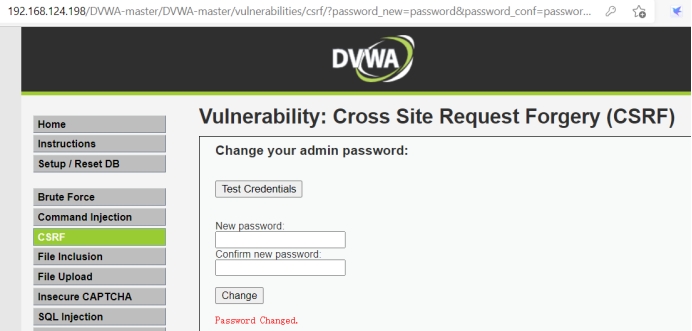 192.168.124.198/DVWA-master/DVWA-master/vulnerabilities/csrf/?password_new=password&password_conf=passwor...
DVWA
Home
Instructions
Setup / Reset DB
Brute Force
Command Injection
CSRF
File Inclusion
File Upload
Insecure CAPTCHA
SQL Injection
Vulnerability: Cross Site Request Forgery (CSRF)
Change your admin password:
Test Credentials
New password:
Confirm new password:
Change
Password Changed.